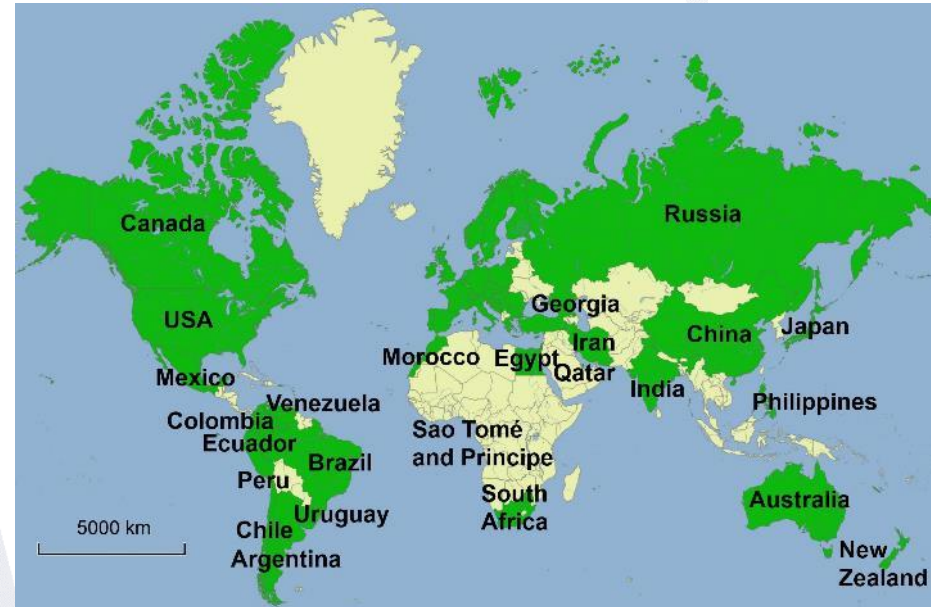 Canada
Russia
USA
Georgia
China
Japan
Iran
Morocco
Egypt
Qatar
Mexico
India
Venezuela
Philippines
Colombia
Ecuador
Sao Tomé
and Principe
Brazil
Peru
South
Africa
Australia
Uruguay
5000 km
Chile
Argentina
New
Zealand